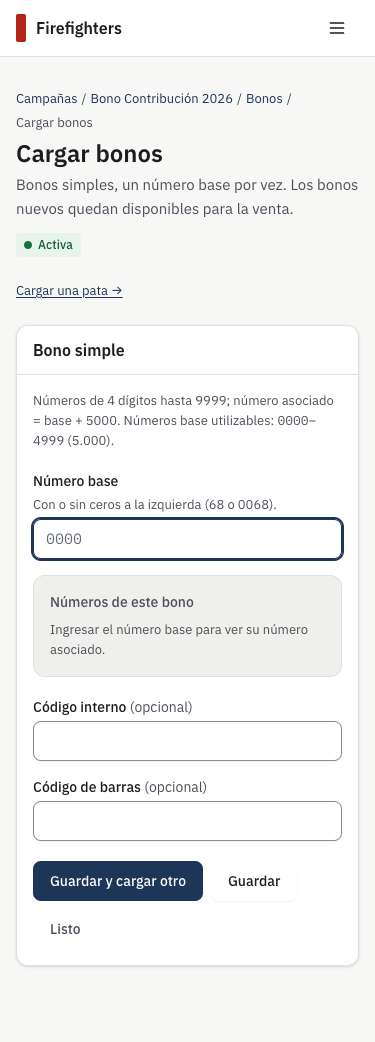 Firefighters
Campañas / Bono Contribución 2026 / Bonos /
Cargar bonos
Cargar bonos
Bonos simples, un número base por vez. Los bonos
nuevos quedan disponibles para la venta.
Activa
Cargar una pata →
Bono simple
Números de 4 dígitos hasta 9999; número asociado
= base + 5000. Números base utilizables: 0000–
4999 (5.000).
Número base
Con o sin ceros a la izquierda (68 o 0068).
0000
Números de este bono
Ingresar el número base para ver su número
asociado.
Código interno (opcional)
Código de barras (opcional)
Guardar y cargar otro
Guardar
Listo